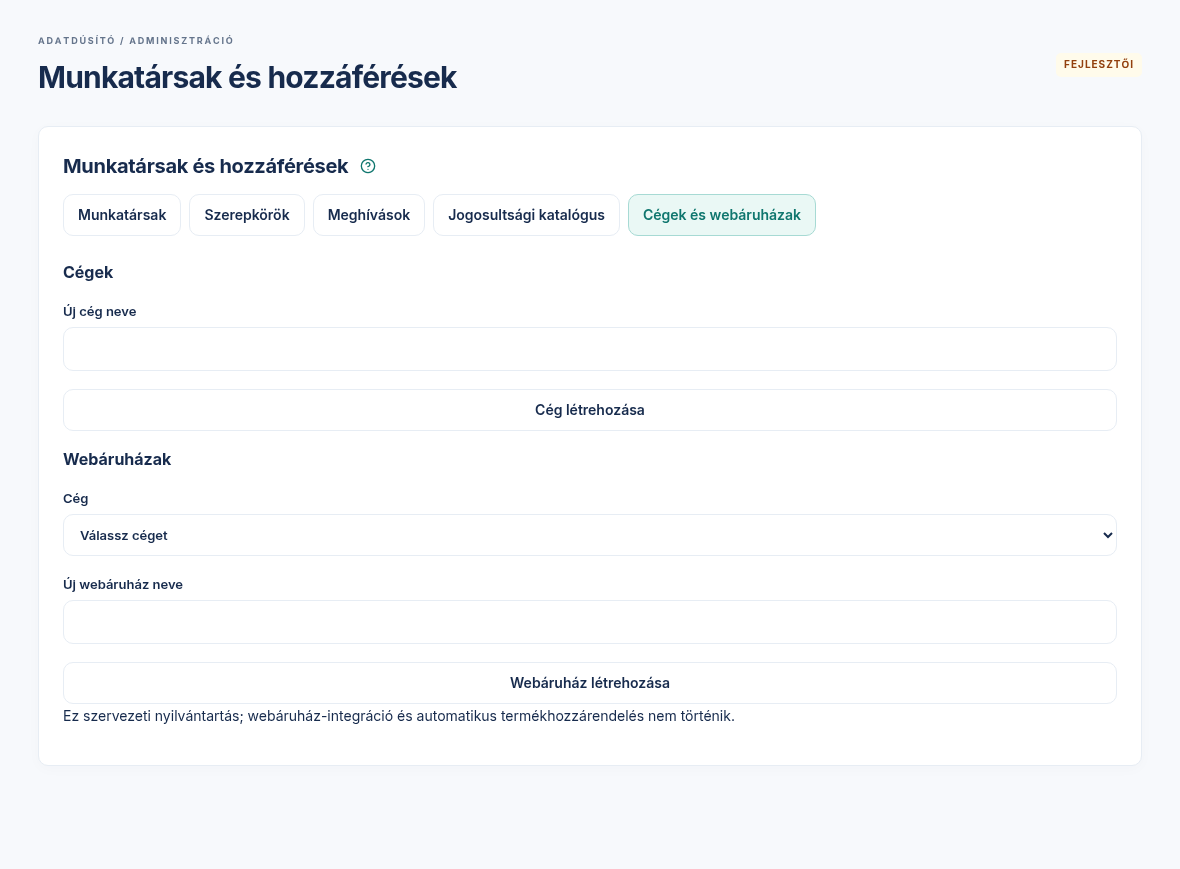 ADATDÚSÍTÓ / ADMINISZTRÁCIÓ
Munkatársak és hozzáférések
FEJLESZTŐI
Munkatársak és hozzáférések
Munkatársak
Szerepkörök
Meghívások
Jogosultsági katalógus
Cégek és webáruházak
Cégek
Új cég neve
Cég létrehozása
Webáruházak
Cég
Válassz céget
Új webáruház neve
Webáruház létrehozása
Ez szervezeti nyilvántartás; webáruház-integráció és automatikus termékhozzárendelés nem történik.